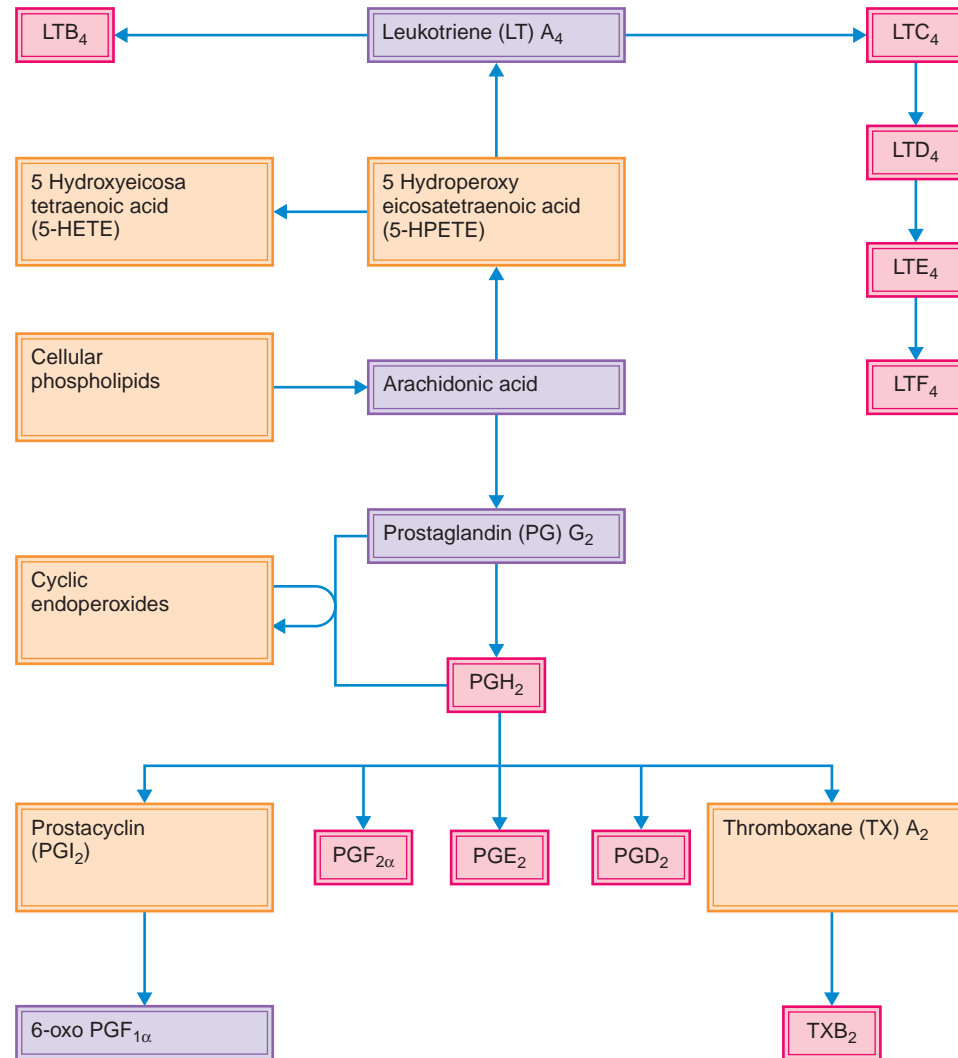 LTB₄
Leukotriene (LT) A₄
LTC₄
LTD₄
5 Hydroxyeicosa
tetraenoic acid
(5-HETE)
5 Hydroperoxy
eicosatetraenoic acid
(5-HPETE)
LTE₄
Cellular
phospholipids
Arachidonic acid
LTF₄
Prostaglandin (PG) G₂
Cyclic
endoperoxides
PGH₂
Prostacyclin
(PGI₂)
PGF₂α
PGE₂
PGD₂
Thromboxane (TX) A₂
6-oxo PGF₁α
TXB₂